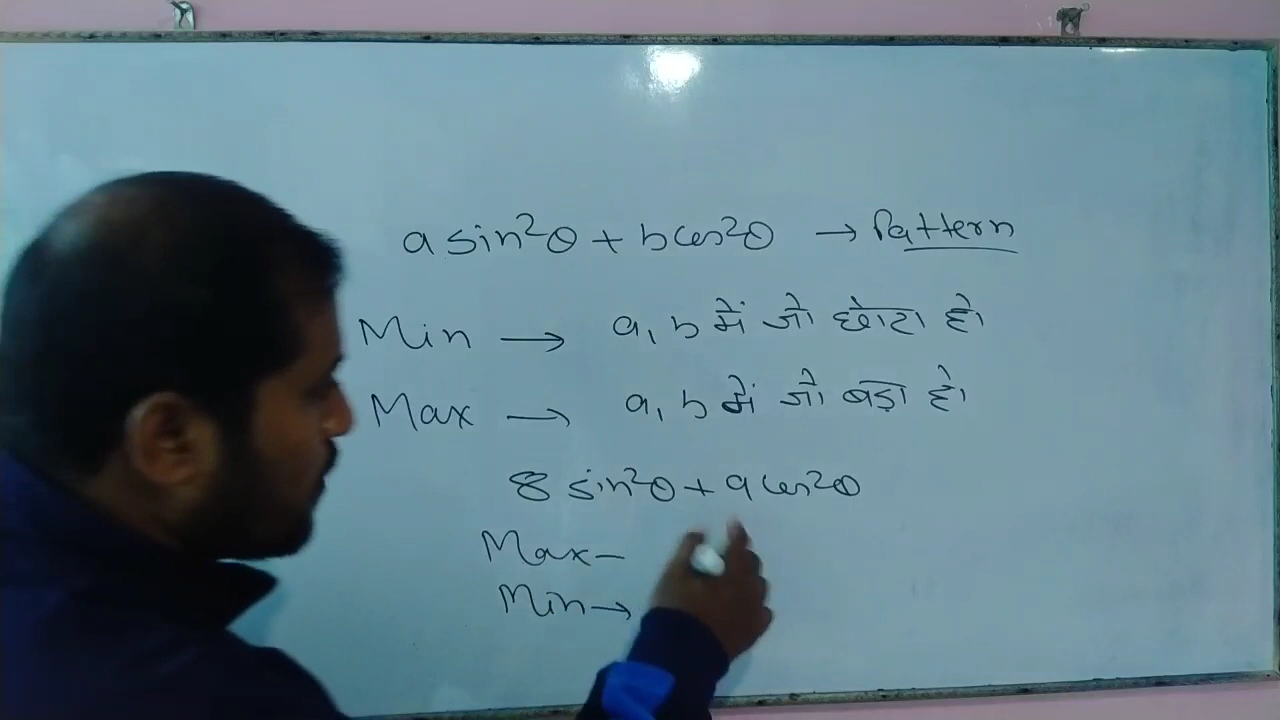 a sin²θ + b cos²θ → Pattern
Min → a, b में जो छोटा है।
Max → a, b में जो बड़ा है।
8 sin²θ + 9 cos²θ
Max–
Min→